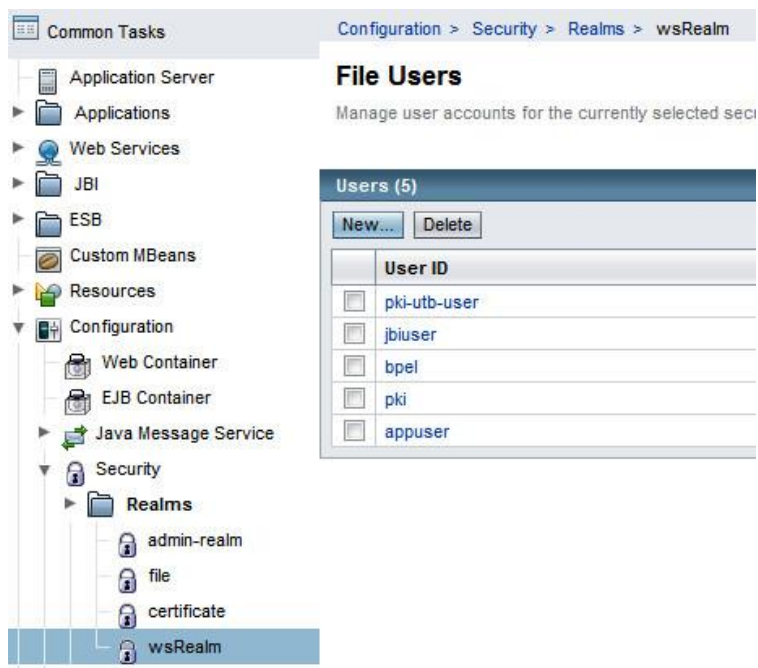 Common Tasks
Application Server
Applications
Web Services
JBI
ESB
Custom MBeans
Resources
Configuration
Web Container
EJB Container
Java Message Service
Security
Realms
admin-realm
file
certificate
wsRealm
Configuration > Security > Realms > wsRealm
File Users
Manage user accounts for the currently selected
Users (5)
New... Delete
User ID
pki-utb-user
jbiuser
bpel
pki
appuser